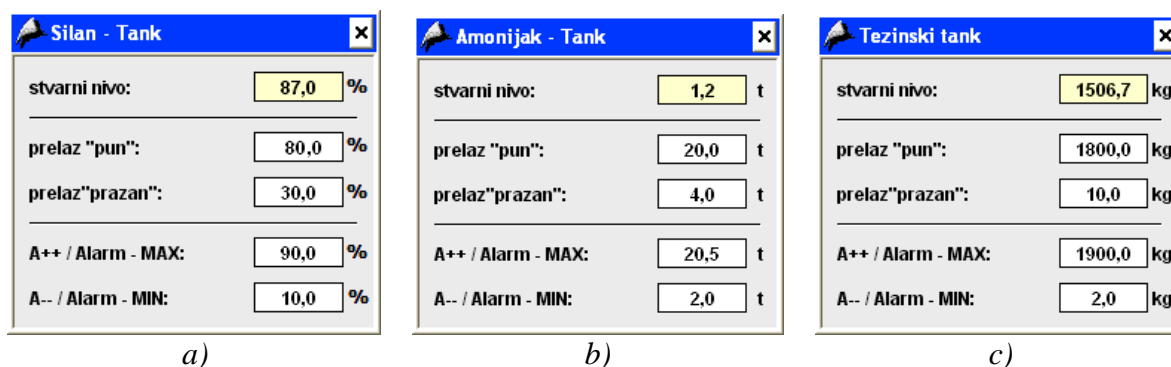 Silan - Tank
stvarni nivo: 87,0 %
prelaz "pun": 80,0 %
prelaz"prazan": 30,0 %
A++ / Alarm - MAX: 90,0 %
A-- / Alarm - MIN: 10,0 %
a)
Amonijak - Tank
stvarni nivo: 1,2 t
prelaz "pun": 20,0 t
prelaz"prazan": 4,0 t
A++ / Alarm - MAX: 20,5 t
A-- / Alarm - MIN: 2,0 t
b)
Tezinski tank
stvarni nivo: 1506,7 kg
prelaz "pun": 1800,0 kg
prelaz"prazan": 10,0 kg
A++ / Alarm - MAX: 1900,0 kg
A-- / Alarm - MIN: 2,0 kg
c)